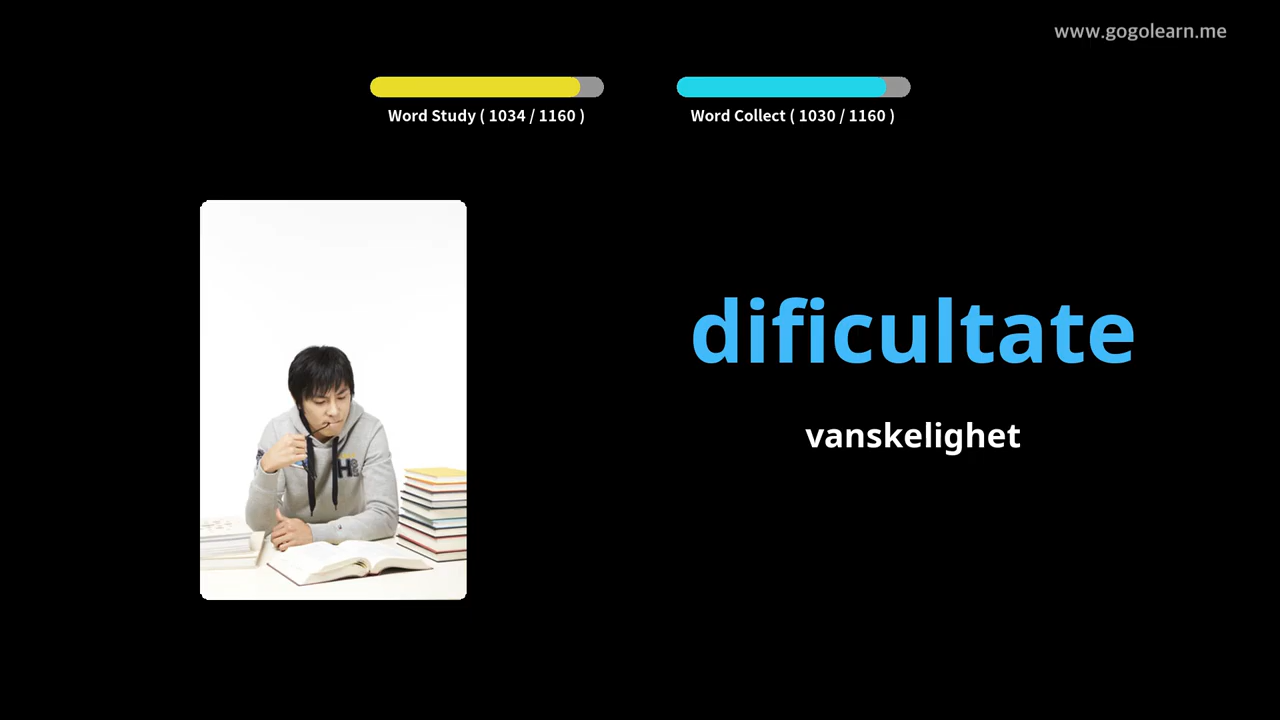 www.gogolearn.me
Word Study ( 1034 / 1160 )
Word Collect ( 1030 / 1160 )
dificultate
vanskelighet
H